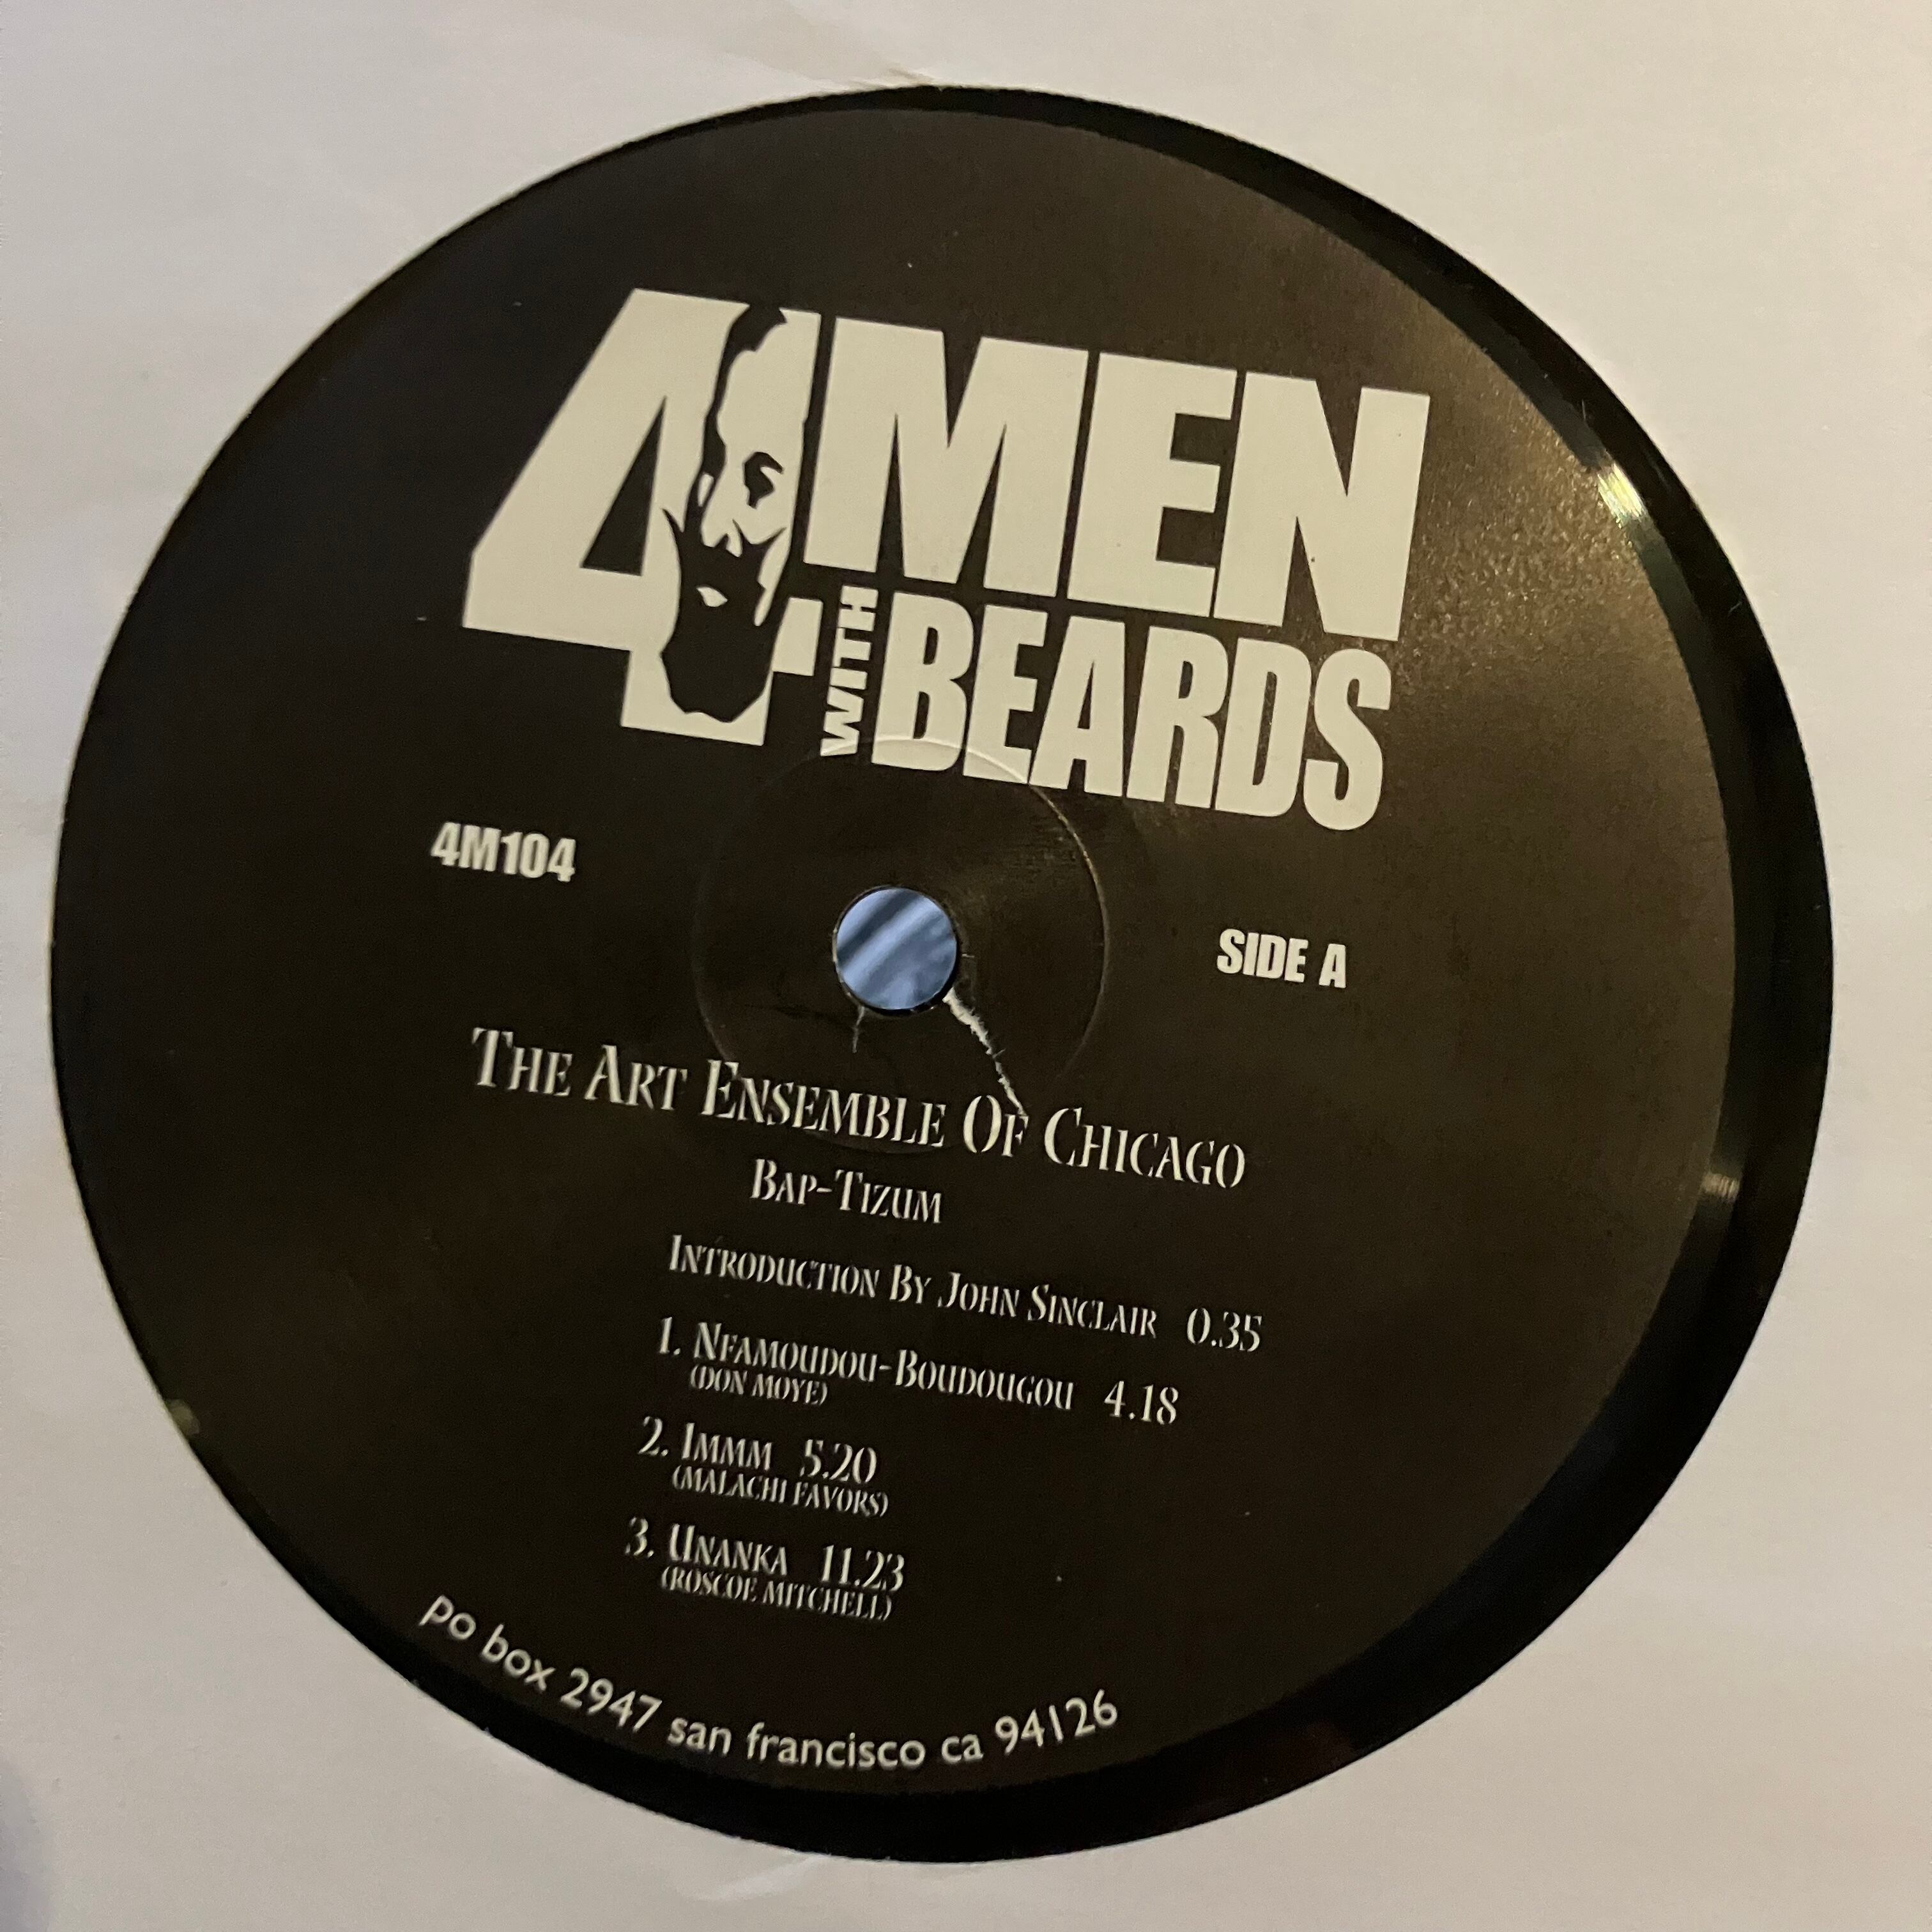 4 MEN
WITH BEARDS
4M104
SIDE A
THE ART ENSEMBLE OF CHICAGO
BAP-TIZUM
INTRODUCTION BY JOHN SINCLAIR 0.35
1. NFAMOUDOU-BOUDOUGOU 4.18
(DON MOYE)
2. IMMM 5.20
(MALACHI FAVORS)
3. UNANKA 11.23
(ROSCOE MITCHELL)
po box 2947 san francisco ca 94126